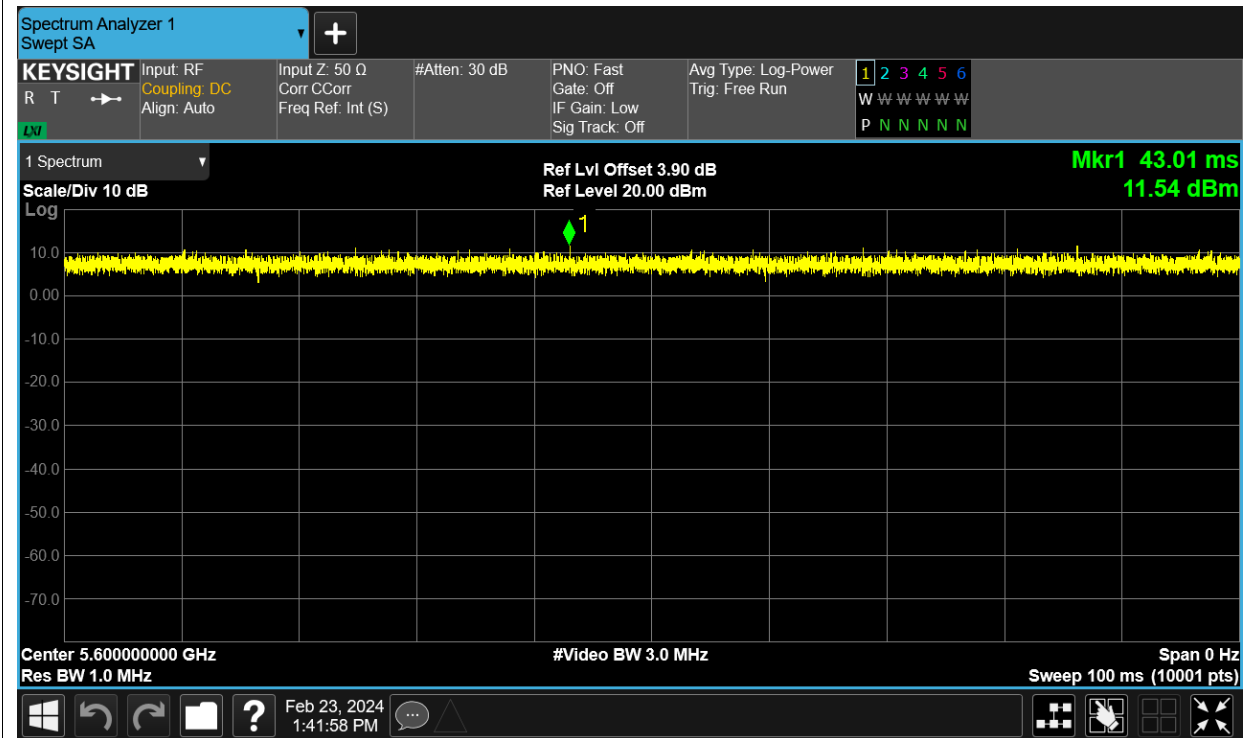 Spectrum Analyzer 1
Swept SA
KEYSIGHT
R T
LXI
Input: RF
Coupling: DC
Align: Auto
Input Z: 50 Ω
Corr CCorr
Freq Ref: Int (S)
#Atten: 30 dB
PNO: Fast
Gate: Off
IF Gain: Low
Sig Track: Off
Avg Type: Log-Power
Trig: Free Run
1 2 3 4 5 6
W W W W W W
P N N N N N
1 Spectrum
Scale/Div 10 dB
Log
Ref Lvl Offset 3.90 dB
Ref Level 20.00 dBm
Mkr1 43.01 ms
11.54 dBm
1
10.0
0.00
-10.0
-20.0
-30.0
-40.0
-50.0
-60.0
-70.0
Center 5.600000000 GHz
Res BW 1.0 MHz
#Video BW 3.0 MHz
Span 0 Hz
Sweep 100 ms (10001 pts)
?
Feb 23, 2024
1:41:58 PM